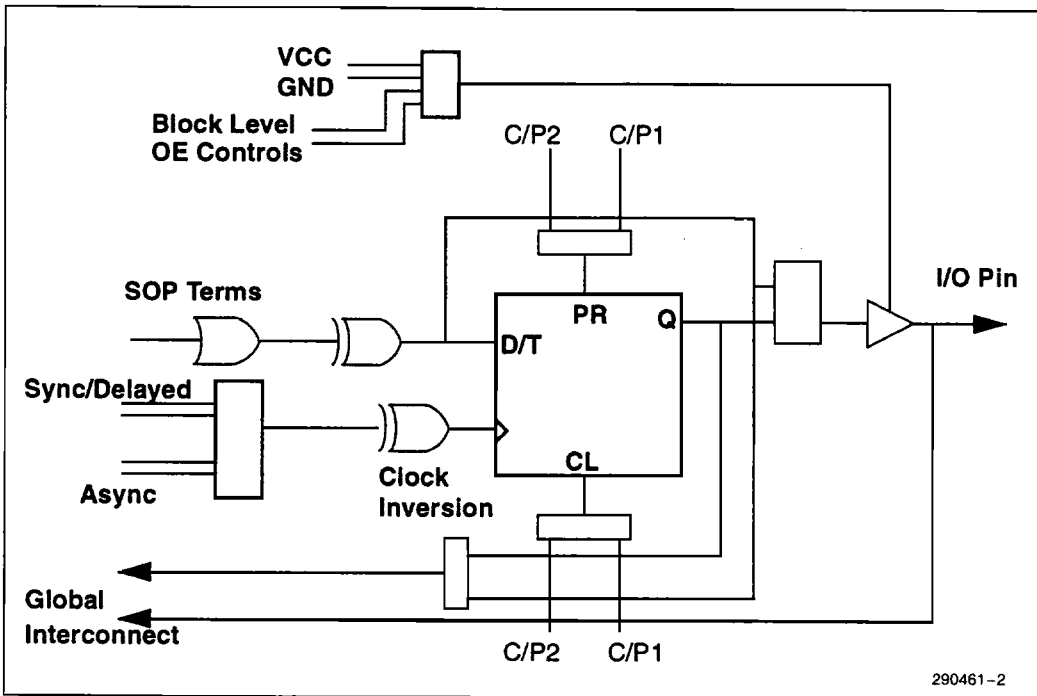 VCC
GND
Block Level
OE Controls
C/P2
C/P1
I/O Pin
SOP Terms
PR
Q
D/T
Sync/Delayed
CL
Async
Clock
Inversion
Global
Interconnect
C/P2
C/P1
290461-2